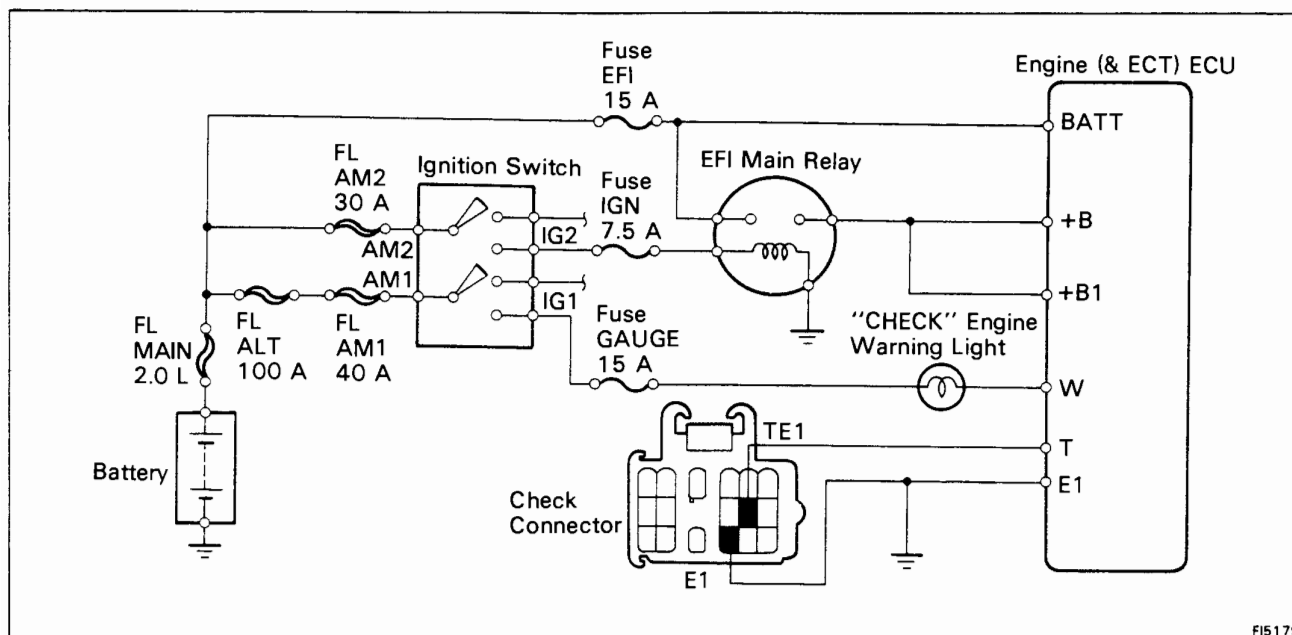 Fuse
EFI
15 A
Engine (& ECT) ECU
BATT
FL
AM2
30 A
Ignition Switch
Fuse
IGN
7.5 A
EFI Main Relay
+B
AM2
IG2
AM1
IG1
+B1
FL
MAIN
2.0 L
FL
ALT
100 A
FL
AM1
40 A
Fuse
GAUGE
15 A
"CHECK" Engine
Warning Light
W
Battery
TE1
T
Check
Connector
E1
E1